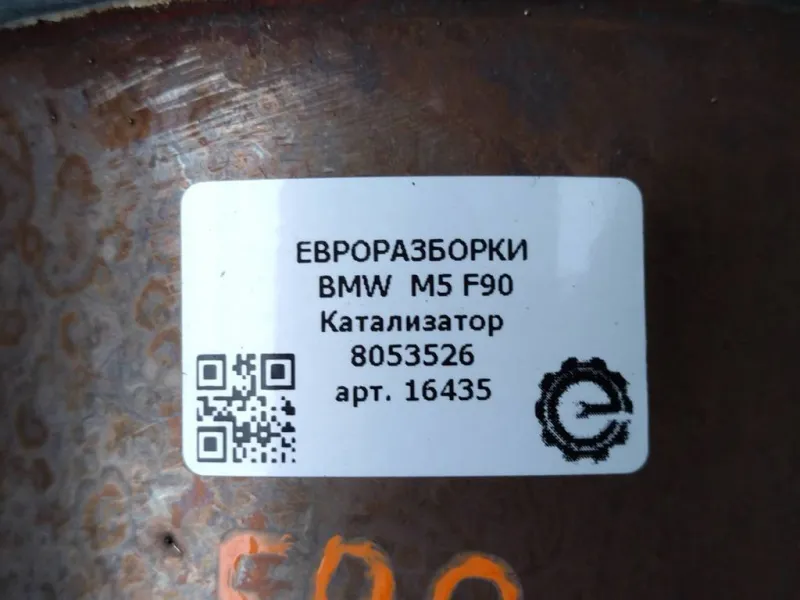 ЕВРОРАЗБОРКИ
BMW M5 F90
Катализатор
8053526
арт. 16435